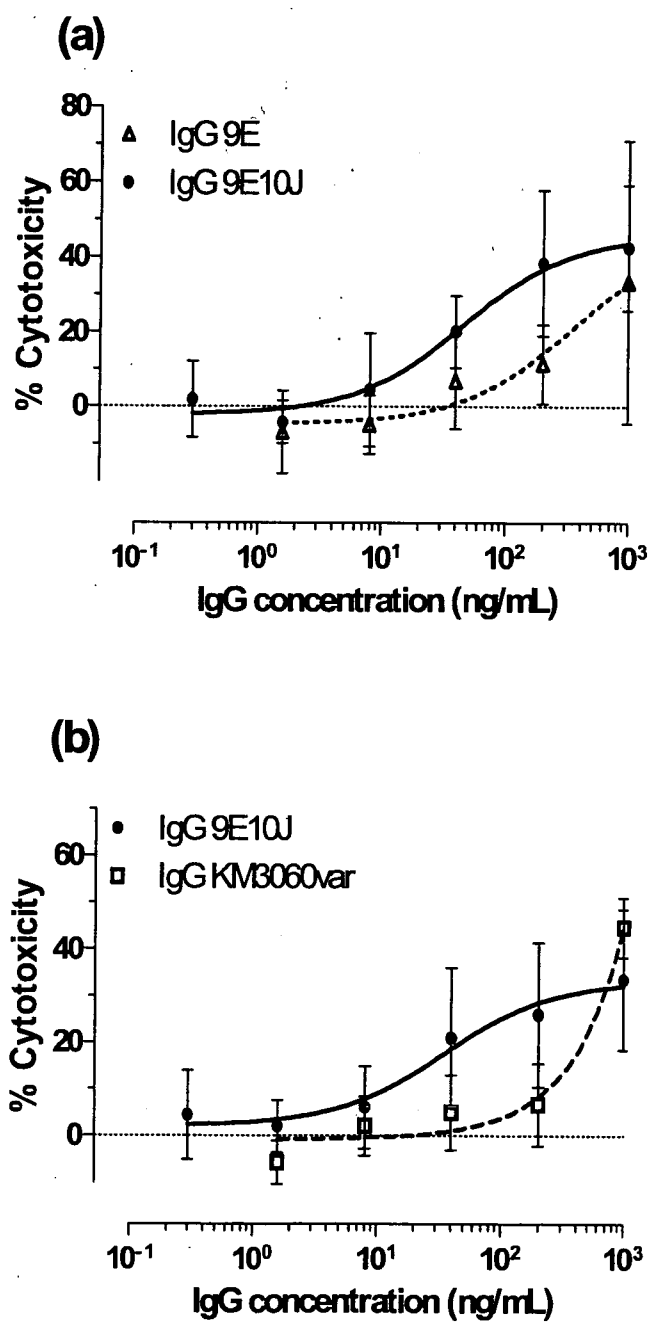 (a)
80
60
40
20
0
% Cytotoxicity
IgG 9E
IgG 9E10J
10-1 100 101 102 103
IgG concentration (ng/mL)
(b)
60
40
20
0
% Cytotoxicity
IgG 9E10J
IgG KM3060var
10-1 100 101 102 103
IgG concentration (ng/mL)